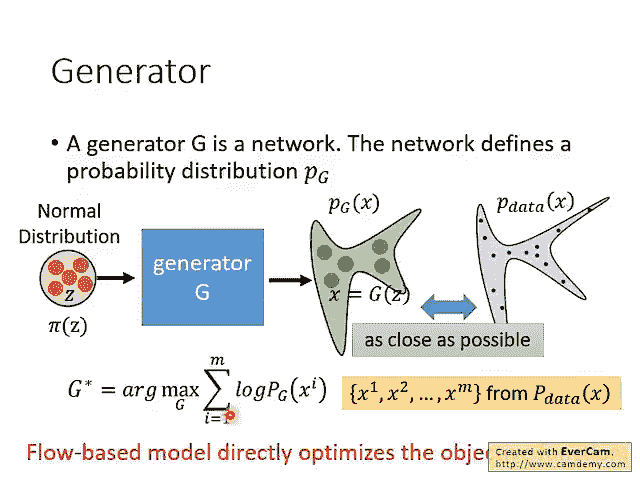 Generator
• A generator G is a network. The network defines a
probability distribution p_G
Normal
Distribution
z
π(z)
generator
G
p_G(x)
x = G(z)
p_data(x)
as close as possible
G* = arg max_G ∑_{i=1}^{m} logP_G(x^i)
{x^1, x^2, …, x^m} from P_data(x)
Flow-based model directly optimizes the
Created with EverCam.
http://www.camdemy.com